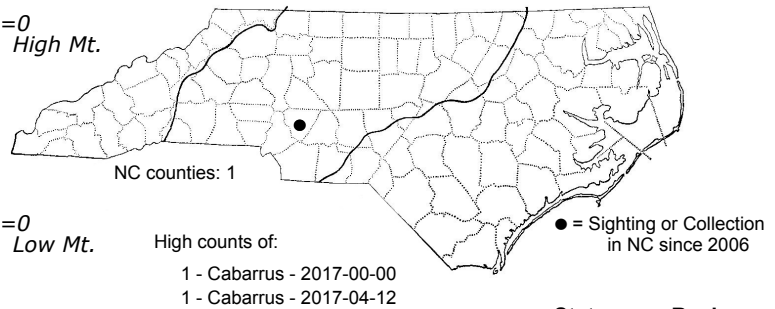 =0
High Mt.
NC counties: 1
=0
Low Mt.
High counts of:
1 - Cabarrus - 2017-00-00
1 - Cabarrus - 2017-04-12
● = Sighting or Collection
in NC since 2006